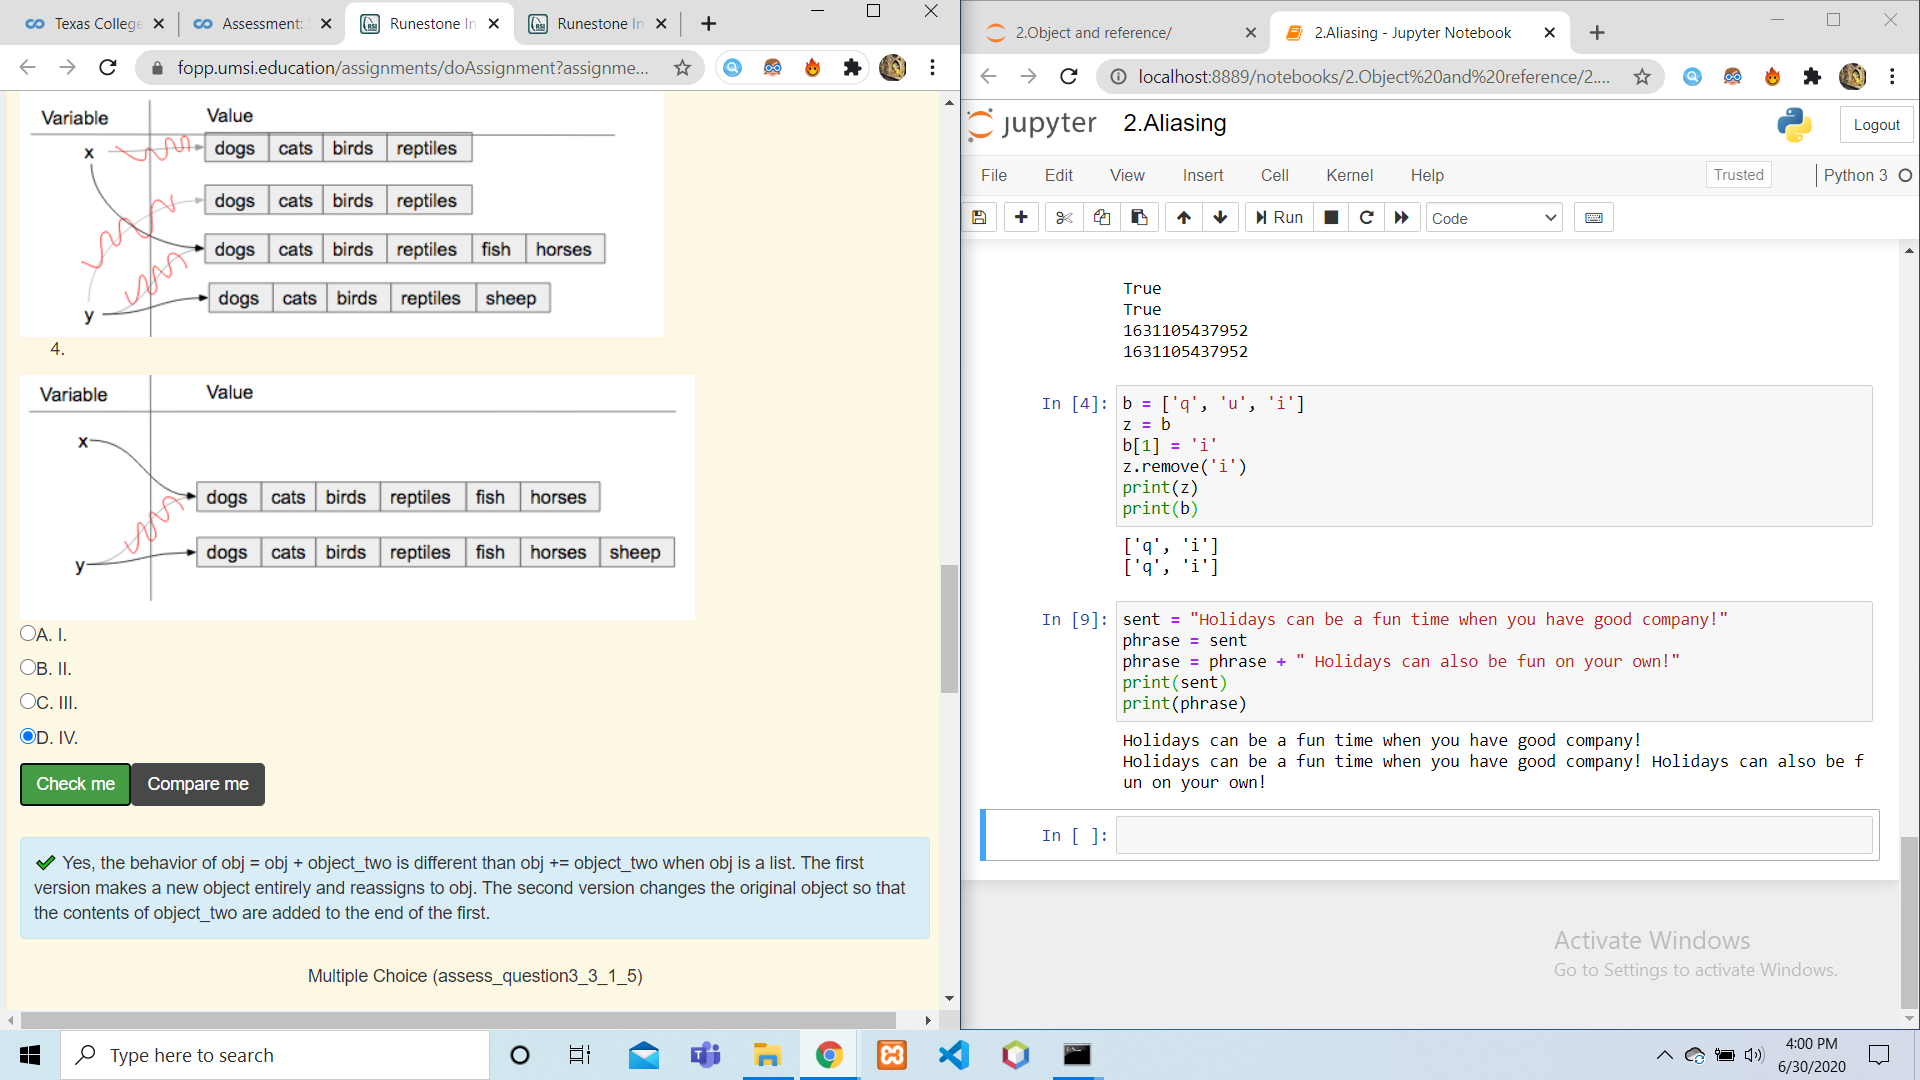 Texas College
Assessment: S
Runestone In
Runestone In
fopp.umsi.education/assignments/doAssignment?assignme...
Variable
Value
x
dogs cats birds reptiles
dogs cats birds reptiles
dogs cats birds reptiles fish horses
dogs cats birds reptiles sheep
y
4.
Variable
Value
x
dogs cats birds reptiles fish horses
dogs cats birds reptiles fish horses sheep
y
A. I.
B. II.
C. III.
D. IV.
Check me
Compare me
Yes, the behavior of obj = obj + object_two is different than obj += object_two when obj is a list. The first
version makes a new object entirely and reassigns to obj. The second version changes the original object so that
the contents of object_two are added to the end of the first.
Multiple Choice (assess_question3_3_1_5)
2.Object and reference/
2.Aliasing - Jupyter Notebook
localhost:8889/notebooks/2.Object%20and%20reference/2....
jupyter
2.Aliasing
Logout
File Edit View Insert Cell Kernel Help
Trusted
Python 3
Run
Code
True
True
1631105437952
1631105437952
In [4]:
b = ['q', 'u', 'i']
z = b
b[1] = 'i'
z.remove('i')
print(z)
print(b)
['q', 'i']
['q', 'i']
In [9]:
sent = "Holidays can be a fun time when you have good company!"
phrase = sent
phrase = phrase + " Holidays can also be fun on your own!"
print(sent)
print(phrase)
Holidays can be a fun time when you have good company!
Holidays can be a fun time when you have good company! Holidays can also be f
un on your own!
In [ ]:
Activate Windows
Go to Settings to activate Windows.
Type here to search
4:00 PM
6/30/2020